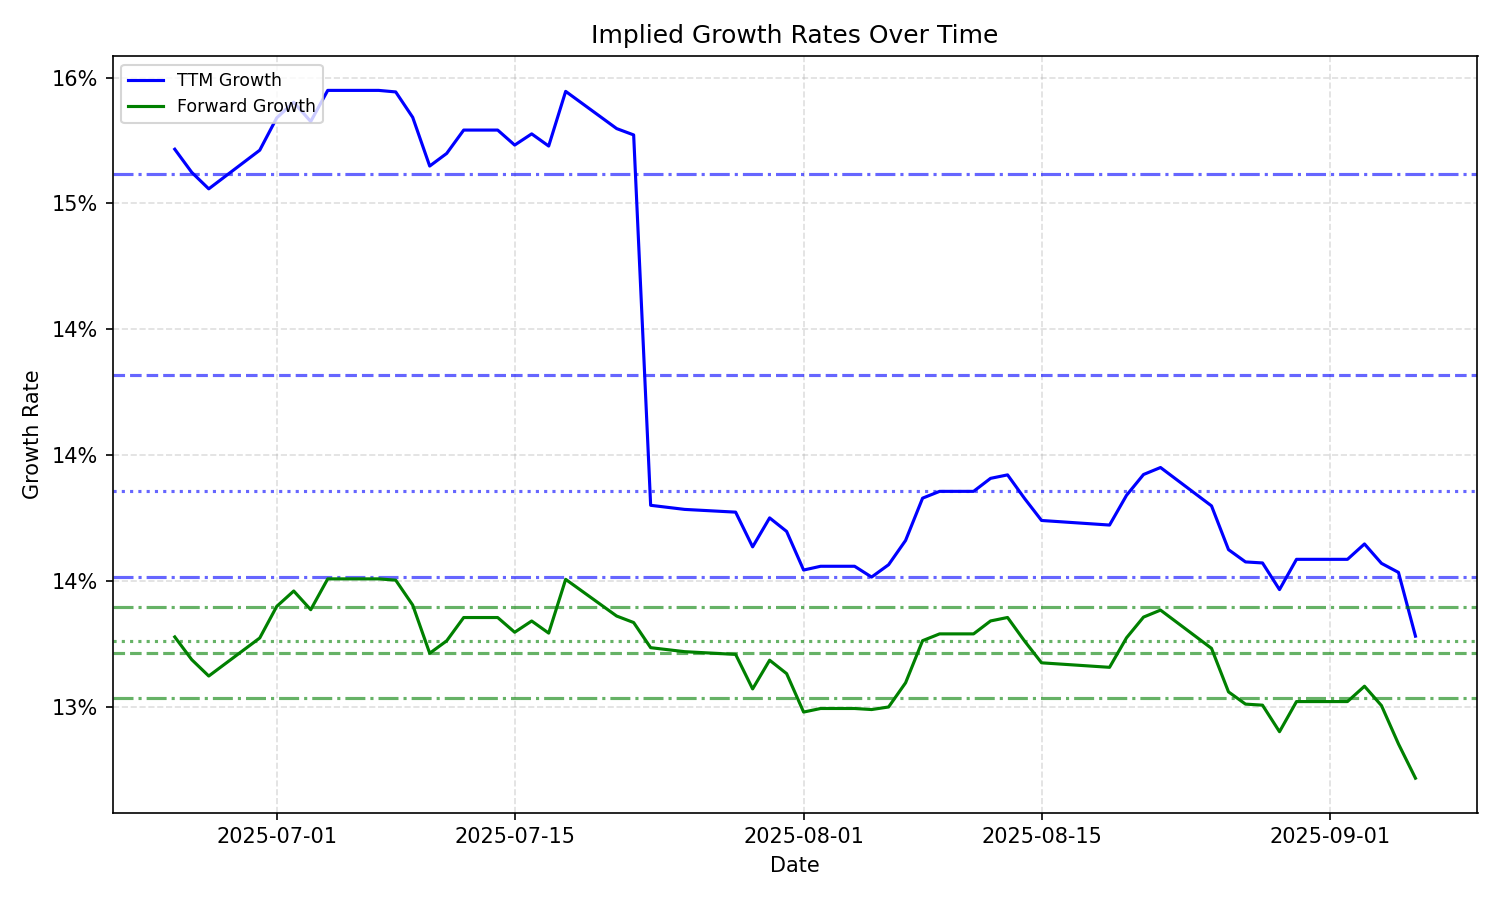 Implied Growth Rates Over Time
TTM Growth
Forward Growth
16%
15%
14%
14%
14%
13%
Growth Rate
2025-07-01
2025-07-15
2025-08-01
2025-08-15
2025-09-01
Date